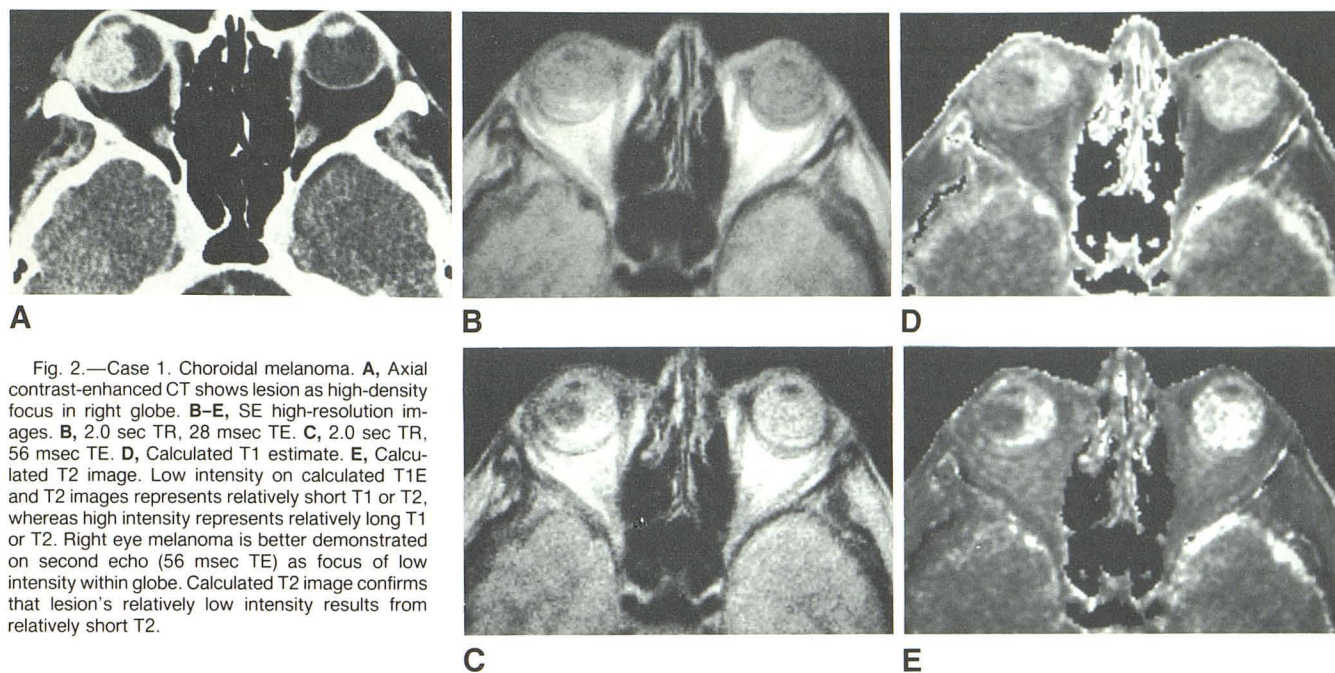 A
B
D
Fig. 2.—Case 1. Choroidal melanoma. A, Axial
contrast-enhanced CT shows lesion as high-density
focus in right globe. B–E, SE high-resolution im-
ages. B, 2.0 sec TR, 28 msec TE. C, 2.0 sec TR,
56 msec TE. D, Calculated T1 estimate. E, Calcu-
lated T2 image. Low intensity on calculated T1E
and T2 images represents relatively short T1 or T2,
whereas high intensity represents relatively long T1
or T2. Right eye melanoma is better demonstrated
on second echo (56 msec TE) as focus of low
intensity within globe. Calculated T2 image confirms
that lesion's relatively low intensity results from
relatively short T2.
C
E